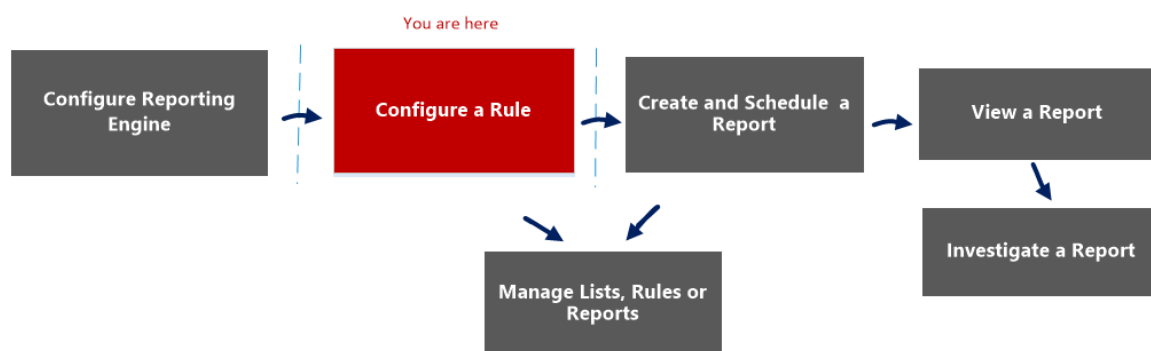 You are here
Configure Reporting
Engine
Configure a Rule
Create and Schedule a
Report
View a Report
Investigate a Report
Manage Lists, Rules or
Reports